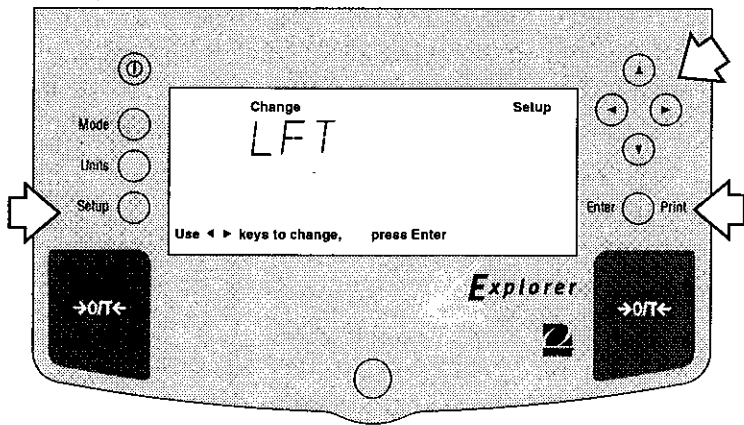 Change Setup
LFT
Mode
Units
Setup
Enter Print
Use ◄ ► keys to change, press Enter
Explorer
→0/T←
→0/T←